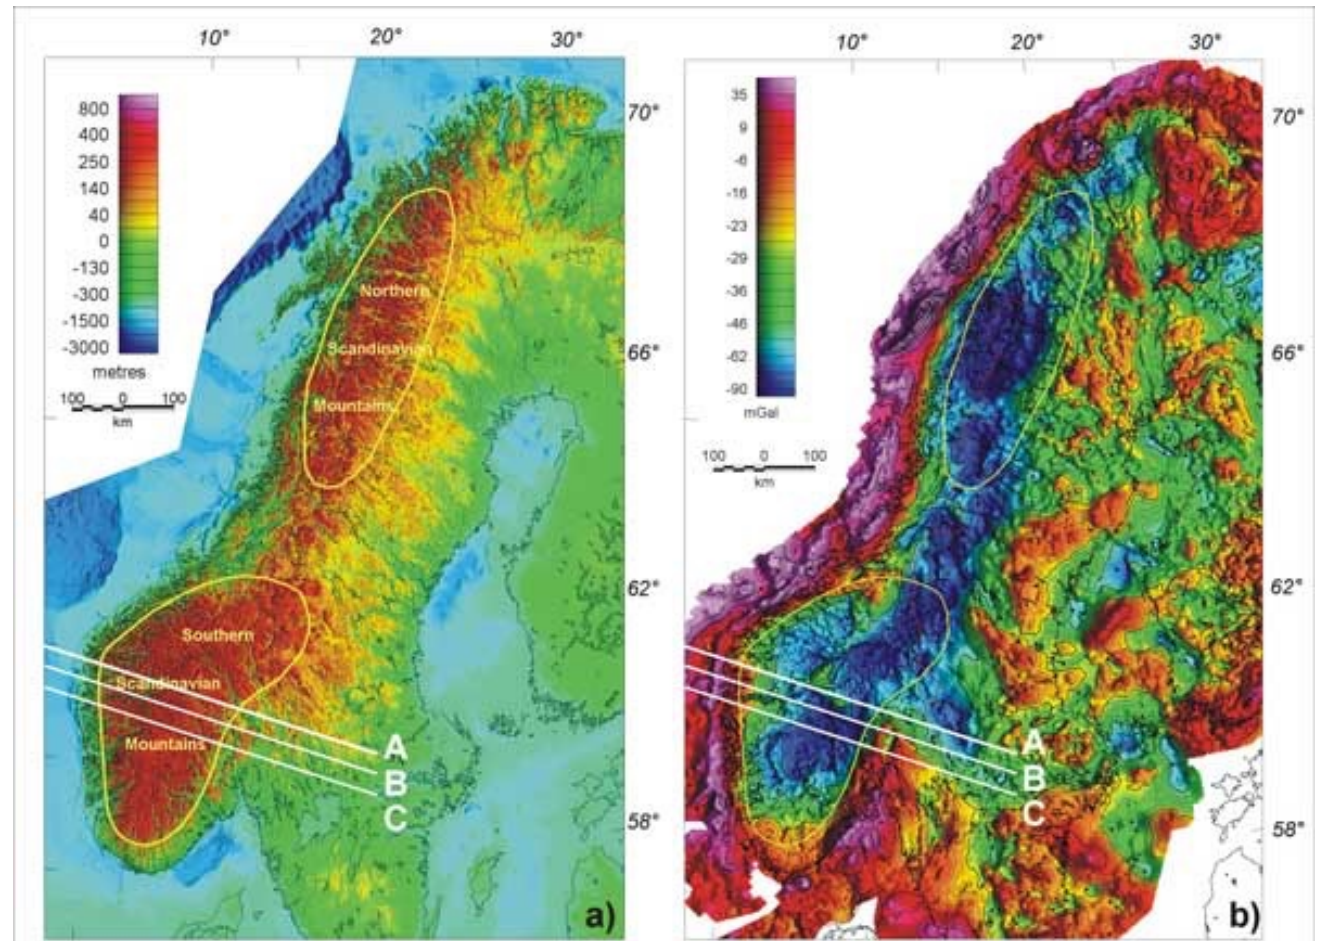 10° 20° 30°
800
400
250
140
40
0
-130
-300
-1500
-3000
metres
100 0 100
km
70°
66°
62°
58°
Northern
Scandinavian
Mountains
Southern
Scandinavian
Mountains
A
B
C
a)
10° 20° 30°
35
9
-6
-16
-23
-29
-36
-46
-62
-90
mGal
100 0 100
km
70°
66°
62°
58°
A
B
C
b)